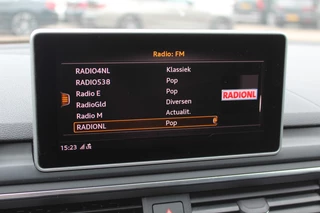 Radio: FM
RADIO4NL Klassiek
RADIO538 Pop
Radio E Pop
RadioGld Diversen
Radio M Actualit.
RADIONL Pop
RADIONL
15:23